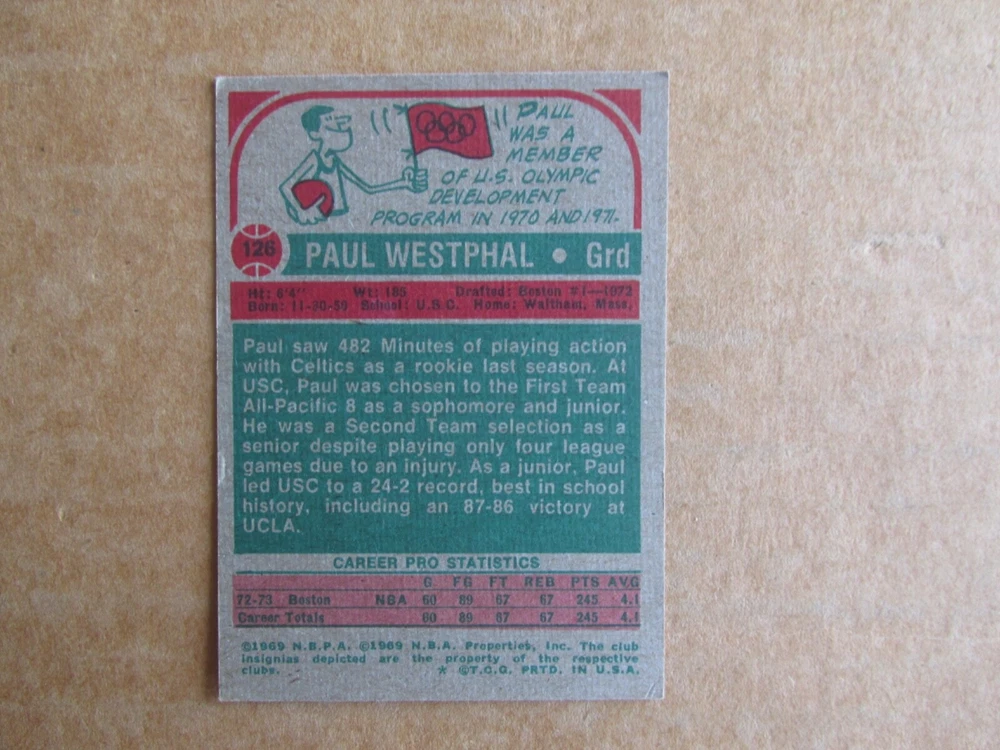 PAUL
WAS A
MEMBER
OF U.S. OLYMPIC
DEVELOPMENT
PROGRAM IN 1970 AND 1971.
126 PAUL WESTPHAL • Grd
Ht: 6'4" Wt: 185 Drafted: Boston #1—1972
Born: 11-30-50 School: U.S.C. Home: Waltham, Mass.
Paul saw 482 Minutes of playing action
with Celtics as a rookie last season. At
USC, Paul was chosen to the First Team
All-Pacific 8 as a sophomore and junior.
He was a Second Team selection as a
senior despite playing only four league
games due to an injury. As a junior, Paul
led USC to a 24-2 record, best in school
history, including an 87-86 victory at
UCLA.
CAREER PRO STATISTICS
G FG FT REB PTS AVG
72-73 Boston NBA 60 89 67 67 245 4.1
Career Totals 60 89 67 67 245 4.1
©1969 N.B.P.A. ©1969 N.B.A. Properties, Inc. The club
insignias depicted are the property of the respective
clubs. * ©T.C.G. PRTD. IN U.S.A.